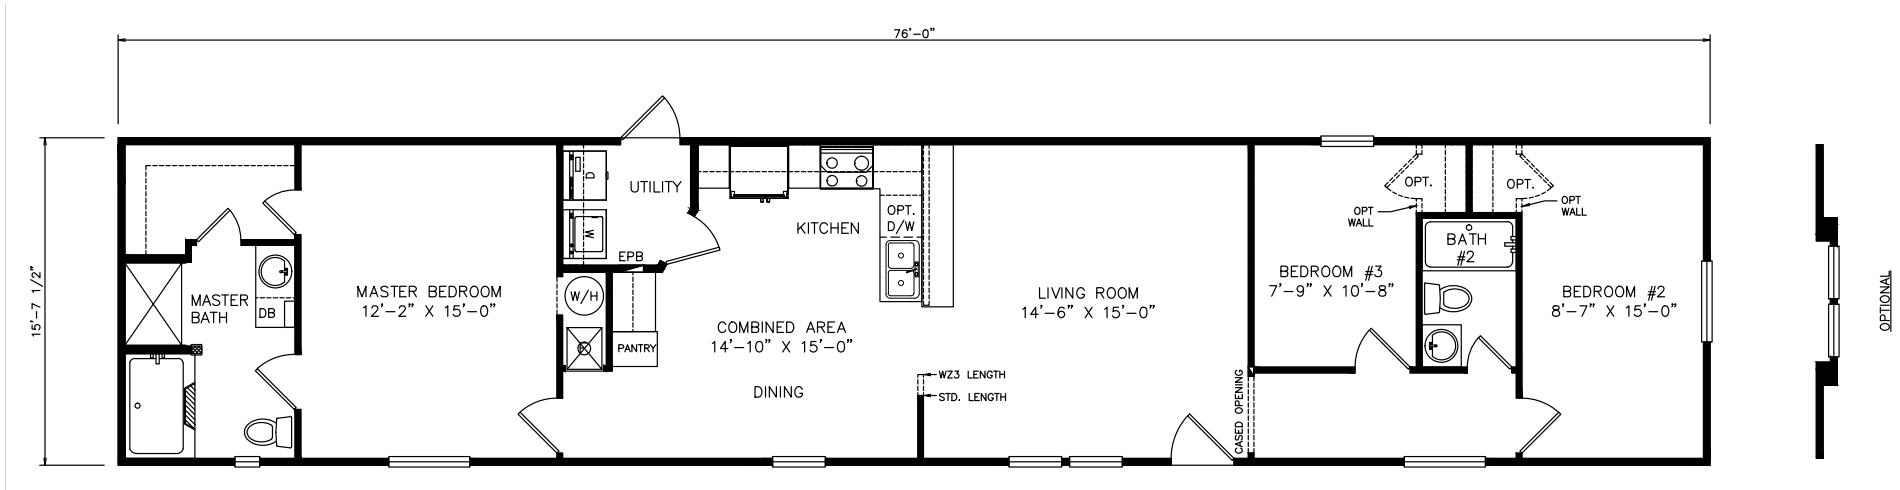 76'-0"
15'-7 1/2"
D
W
UTILITY
EPB
KITCHEN
OPT.
D/W
OPT.
OPT.
OPT
WALL
OPT
WALL
BATH
#2
MASTER
BATH
DB
MASTER BEDROOM
12'-2" X 15'-0"
W/H
PANTRY
COMBINED AREA
14'-10" X 15'-0"
DINING
LIVING ROOM
14'-6" X 15'-0"
WZ3 LENGTH
STD. LENGTH
CASED OPENING
BEDROOM #3
7'-9" X 10'-8"
BEDROOM #2
8'-7" X 15'-0"
OPTIONAL